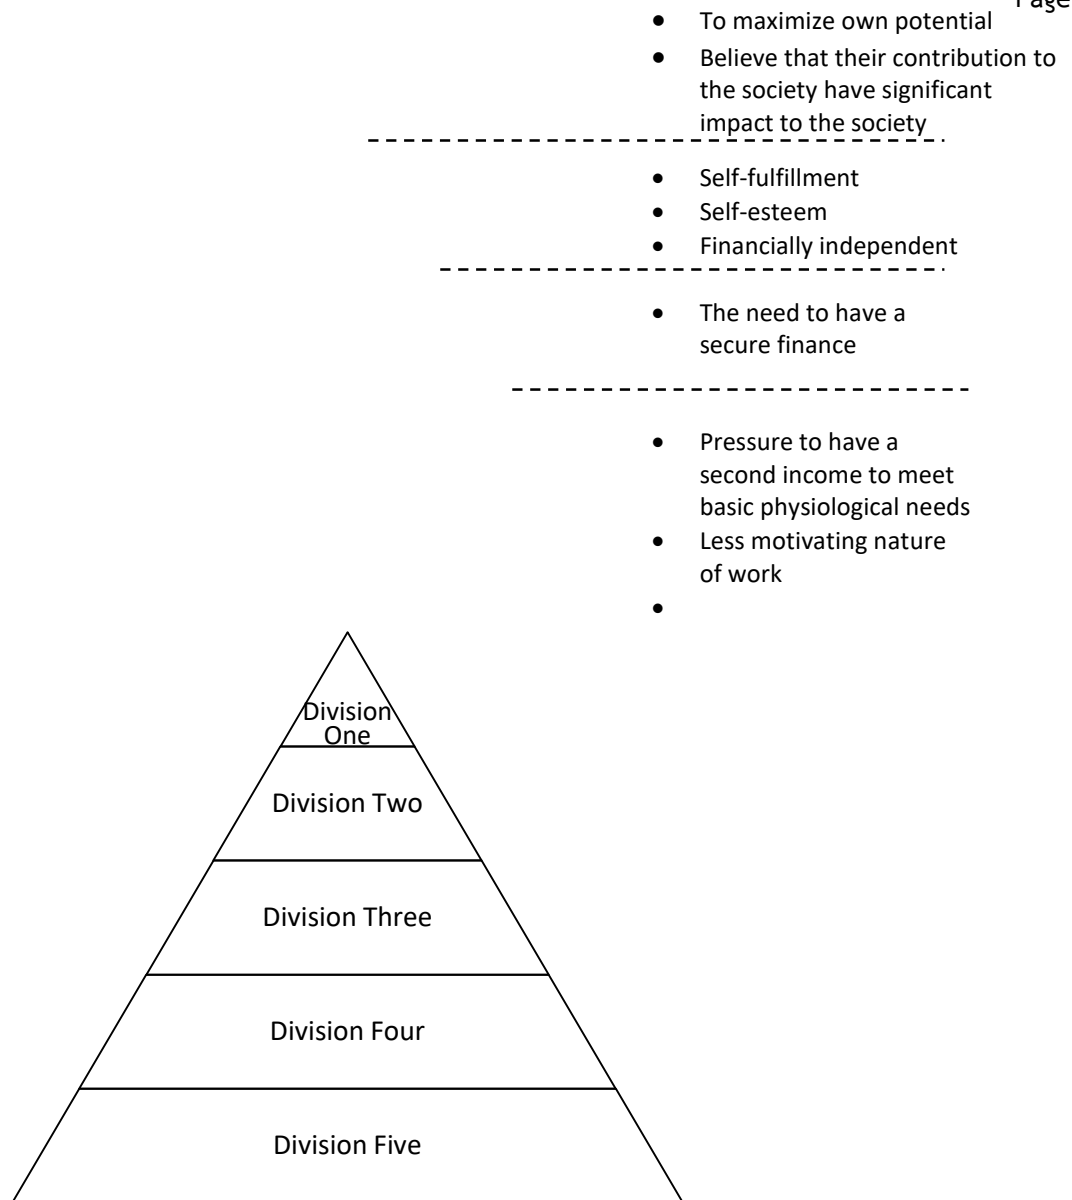 Page
• To maximize own potential
• Believe that their contribution to
the society have significant
impact to the society
• Self-fulfillment
• Self-esteem
• Financially independent
• The need to have a
secure finance
• Pressure to have a
second income to meet
basic physiological needs
• Less motivating nature
of work
•
Division
One
Division Two
Division Three
Division Four
Division Five